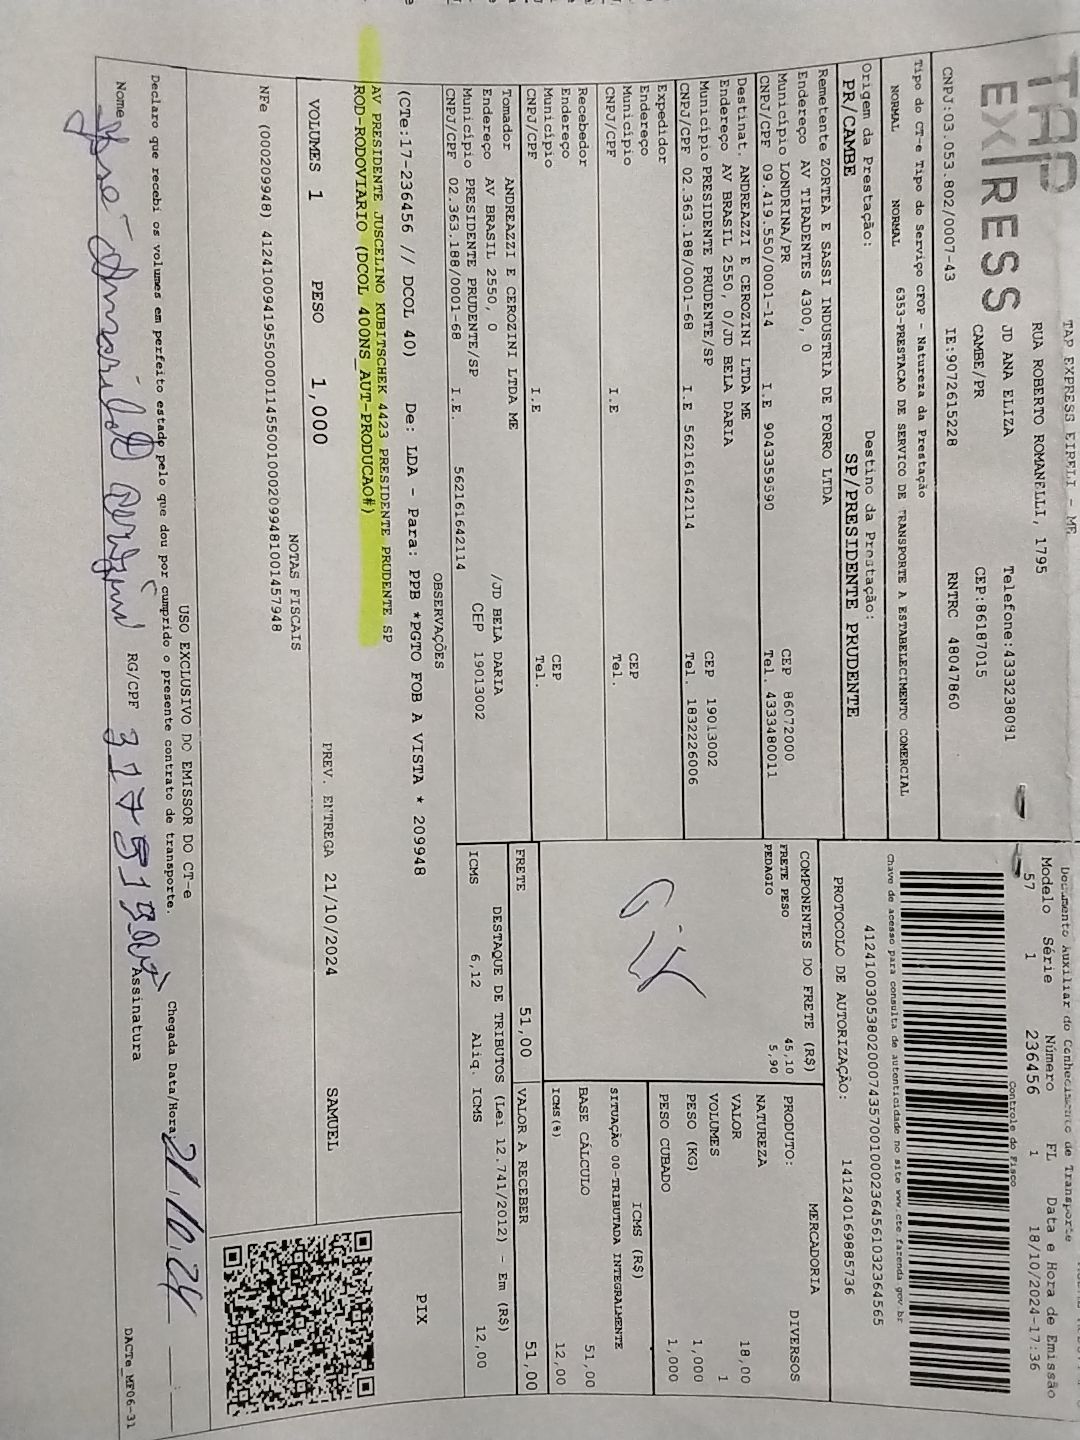 TAP EXPRESS
TAP EXPRESS EIRELI - ME
RUA ROBERTO ROMANELLI, 1795
JD ANA ELIZA Telefone:4333238091
CAMBE/PR CEP:86187015
CNPJ:03.053.802/0007-43 IE:9072615228 RNTRC 48047860
Documento Auxiliar do Conhecimento de Transporte
Modelo Série Número FL Data e Hora de Emissão
57 1 236456 1 18/10/2024-17:36
Controle do Fisco
Tipo do CT-e Tipo do Serviço CFOP - Natureza da Prestação
NORMAL NORMAL 6353-PRESTACAO DE SERVICO DE TRANSPORTE A ESTABELECIMENTO COMERCIAL
Chave de acesso para consulta de autenticidade no site www.cte.fazenda.gov.br
41241003053802000743570010002364561032364565
PROTOCOLO DE AUTORIZAÇÃO: 141240169885736
Origem da Prestação: Destino da Prestação:
PR/CAMBE SP/PRESIDENTE PRUDENTE
Remetente ZORTEA E SASSI INDUSTRIA DE FORRO LTDA
Endereço AV TIRADENTES 4300, 0
Município LONDRINA/PR CEP 86072000
CNPJ/CPF 09.419.550/0001-14 I.E 9043359590 Tel. 4333480011
Destinat. ANDREAZZI E CEROZINI LTDA ME
Endereço AV BRASIL 2550, 0/JD BELA DARIA
Município PRESIDENTE PRUDENTE/SP CEP 19013002
CNPJ/CPF 02.363.188/0001-68 I.E 562161642114 Tel. 1832226006
Expedidor
Endereço
Município CEP
CNPJ/CPF I.E Tel.
Recebedor
Endereço
Município CEP
CNPJ/CPF I.E Tel.
Tomador ANDREAZZI E CEROZINI LTDA ME
Endereço AV BRASIL 2550, 0 /JD BELA DARIA
Município PRESIDENTE PRUDENTE/SP CEP 19013002
CNPJ/CPF 02.363.188/0001-68 I.E. 562161642114
COMPONENTES DO FRETE (R$)
FRETE PESO 45,10
PEDAGIO 5,90
MERCADORIA
PRODUTO: DIVERSOS
NATUREZA
VALOR 18,00
VOLUMES 1
PESO (KG) 1,000
PESO CUBADO 1,000
ICMS (R$)
SITUAÇÃO 00-TRIBUTADA INTEGRALMENTE
BASE CÁLCULO 51,00
ICMS(%) 12,00
FRETE 51,00 VALOR A RECEBER 51,00
DESTAQUE DE TRIBUTOS (Lei 12.741/2012) - Em (R$)
ICMS 6,12 Aliq. ICMS 12,00
OBSERVAÇÕES
(CTe:17-236456 // DCOL 40) De: LDA - Para: PPB *PGTO FOB A VISTA * 209948
AV PRESIDENTE JUSCELINO KUBITSCHEK 4423 PRESIDENTE PRUDENTE SP
ROD-RODOVIARIO (DCOL 400NS_AUT-PRODUCAO#)
PIX
VOLUMES 1 PESO 1,000 PREV. ENTREGA 21/10/2024 SAMUEL
NOTAS FISCAIS
NFe (000209948) 41241009419550000114550010002099481001457948
USO EXCLUSIVO DO EMISSOR DO CT-e
Declaro que recebi os volumes em perfeito estado pelo que dou por cumprido o presente contrato de transporte. Chegada Data/Hora 21.10.24
Nome José RG/CPF Assinatura
DACTe_MF06-31